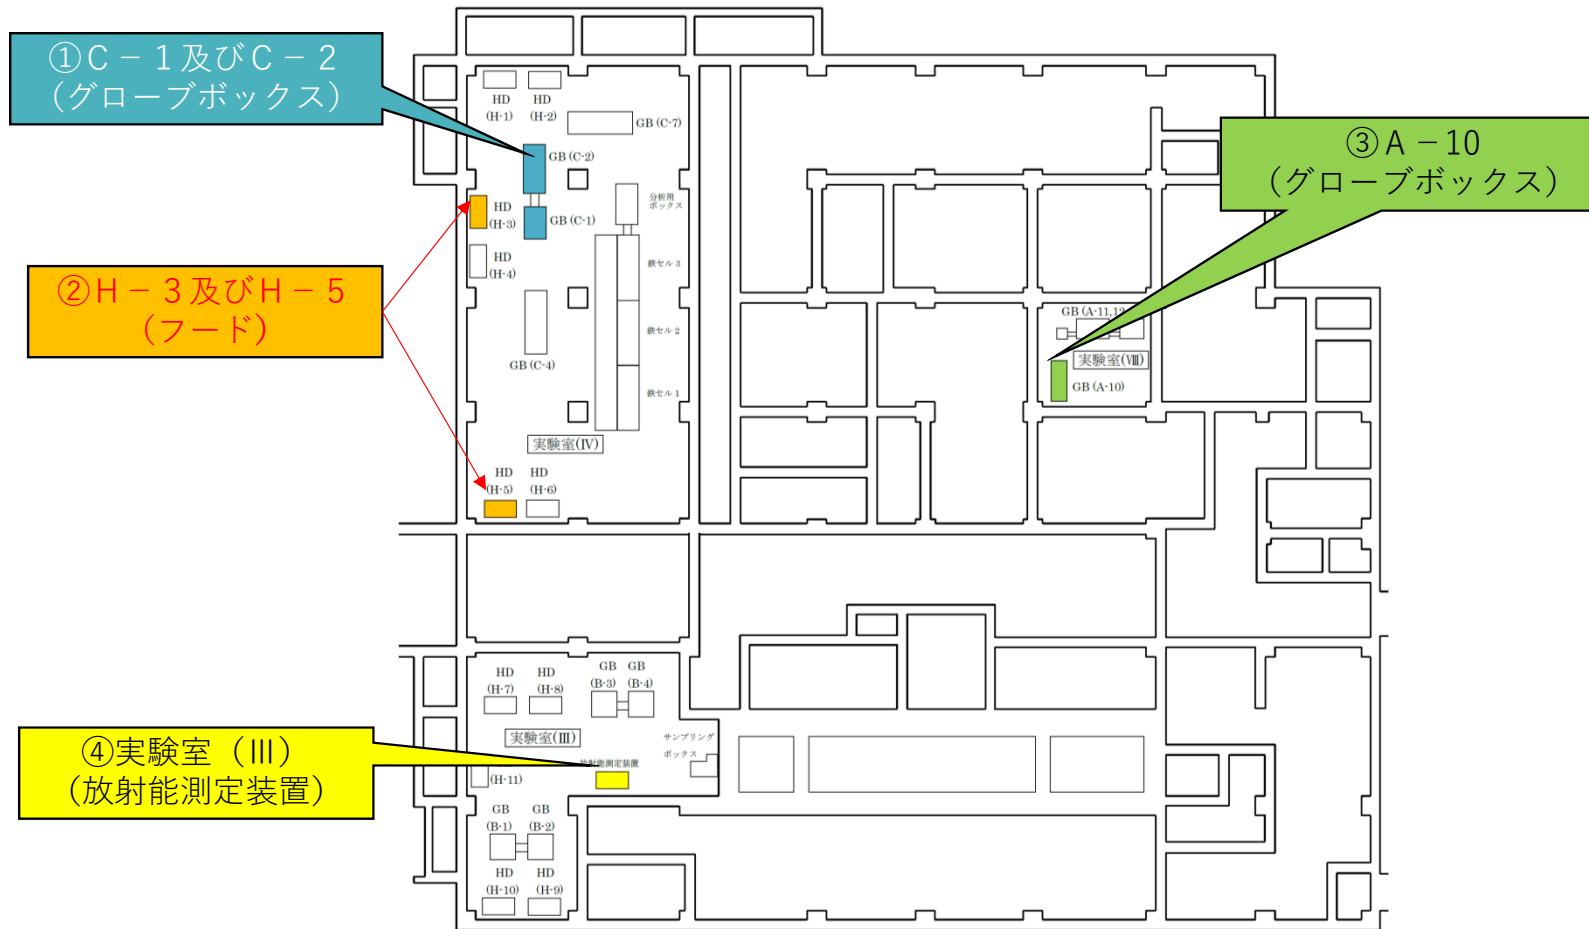 ①Ｃ－１及びＣ－２
（グローブボックス）
HD
(H-1)
HD
(H-2)
GB (C-7)
GB (C-2)
HD
(H-3)
GB (C-1)
分析用
ボックス
HD
(H-4)
鉄セル 3
②Ｈ－３及びＨ－５
（フード）
鉄セル 2
GB (C-4)
鉄セル 1
実験室(Ⅳ)
HD
(H-5)
HD
(H-6)
③Ａ－10
（グローブボックス）
GB (A-11,12
実験室(Ⅷ)
GB (A-10)
HD
(H-7)
HD
(H-8)
GB
(B-3)
GB
(B-4)
実験室(Ⅲ)
サンプリング
ボックス
④実験室（Ⅲ）
（放射能測定装置）
放射能測定装置
(H-11)
GB
(B-1)
GB
(B-2)
HD
(H-10)
HD
(H-9)